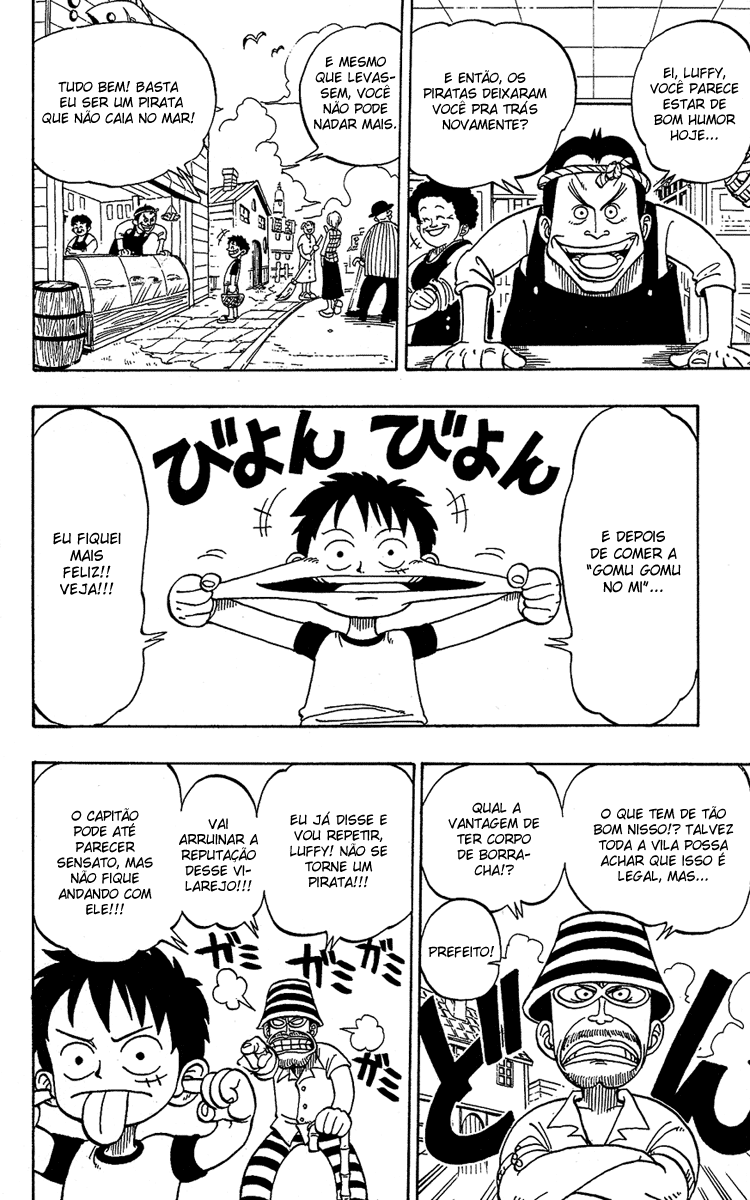 EI, LUFFY,
VOCÊ PARECE
ESTAR DE
BOM HUMOR
HOJE...
E ENTÃO, OS
PIRATAS DEIXARAM
VOCÊ PRA TRÁS
NOVAMENTE?
E MESMO
QUE LEVAS-
SEM, VOCÊ
NÃO PODE
NADAR MAIS.
TUDO BEM! BASTA
EU SER UM PIRATA
QUE NÃO CAIA NO MAR!
E DEPOIS
DE COMER A
"GOMU GOMU
NO MI"...
びよん びよん
EU FIQUEI
MAIS
FELIZ!!
VEJA!!!
O QUE TEM DE TÃO
BOM NISSO!? TALVEZ
TODA A VILA POSSA
ACHAR QUE ISSO É
LEGAL, MAS...
QUAL A
VANTAGEM DE
TER CORPO
DE BORRA-
CHA!?
PREFEITO!
どん
EU JÁ DISSE E
VOU REPETIR,
LUFFY! NÃO SE
TORNE UM
PIRATA!!!
VAI
ARRUINAR A
REPUTAÇÃO
DESSE VI-
LAREJO!!!
O CAPITÃO
PODE ATÉ
PARECER
SENSATO, MAS
NÃO FIQUE
ANDANDO COM
ELE!!!
ガミ
ガミ
ガミ
ガミ